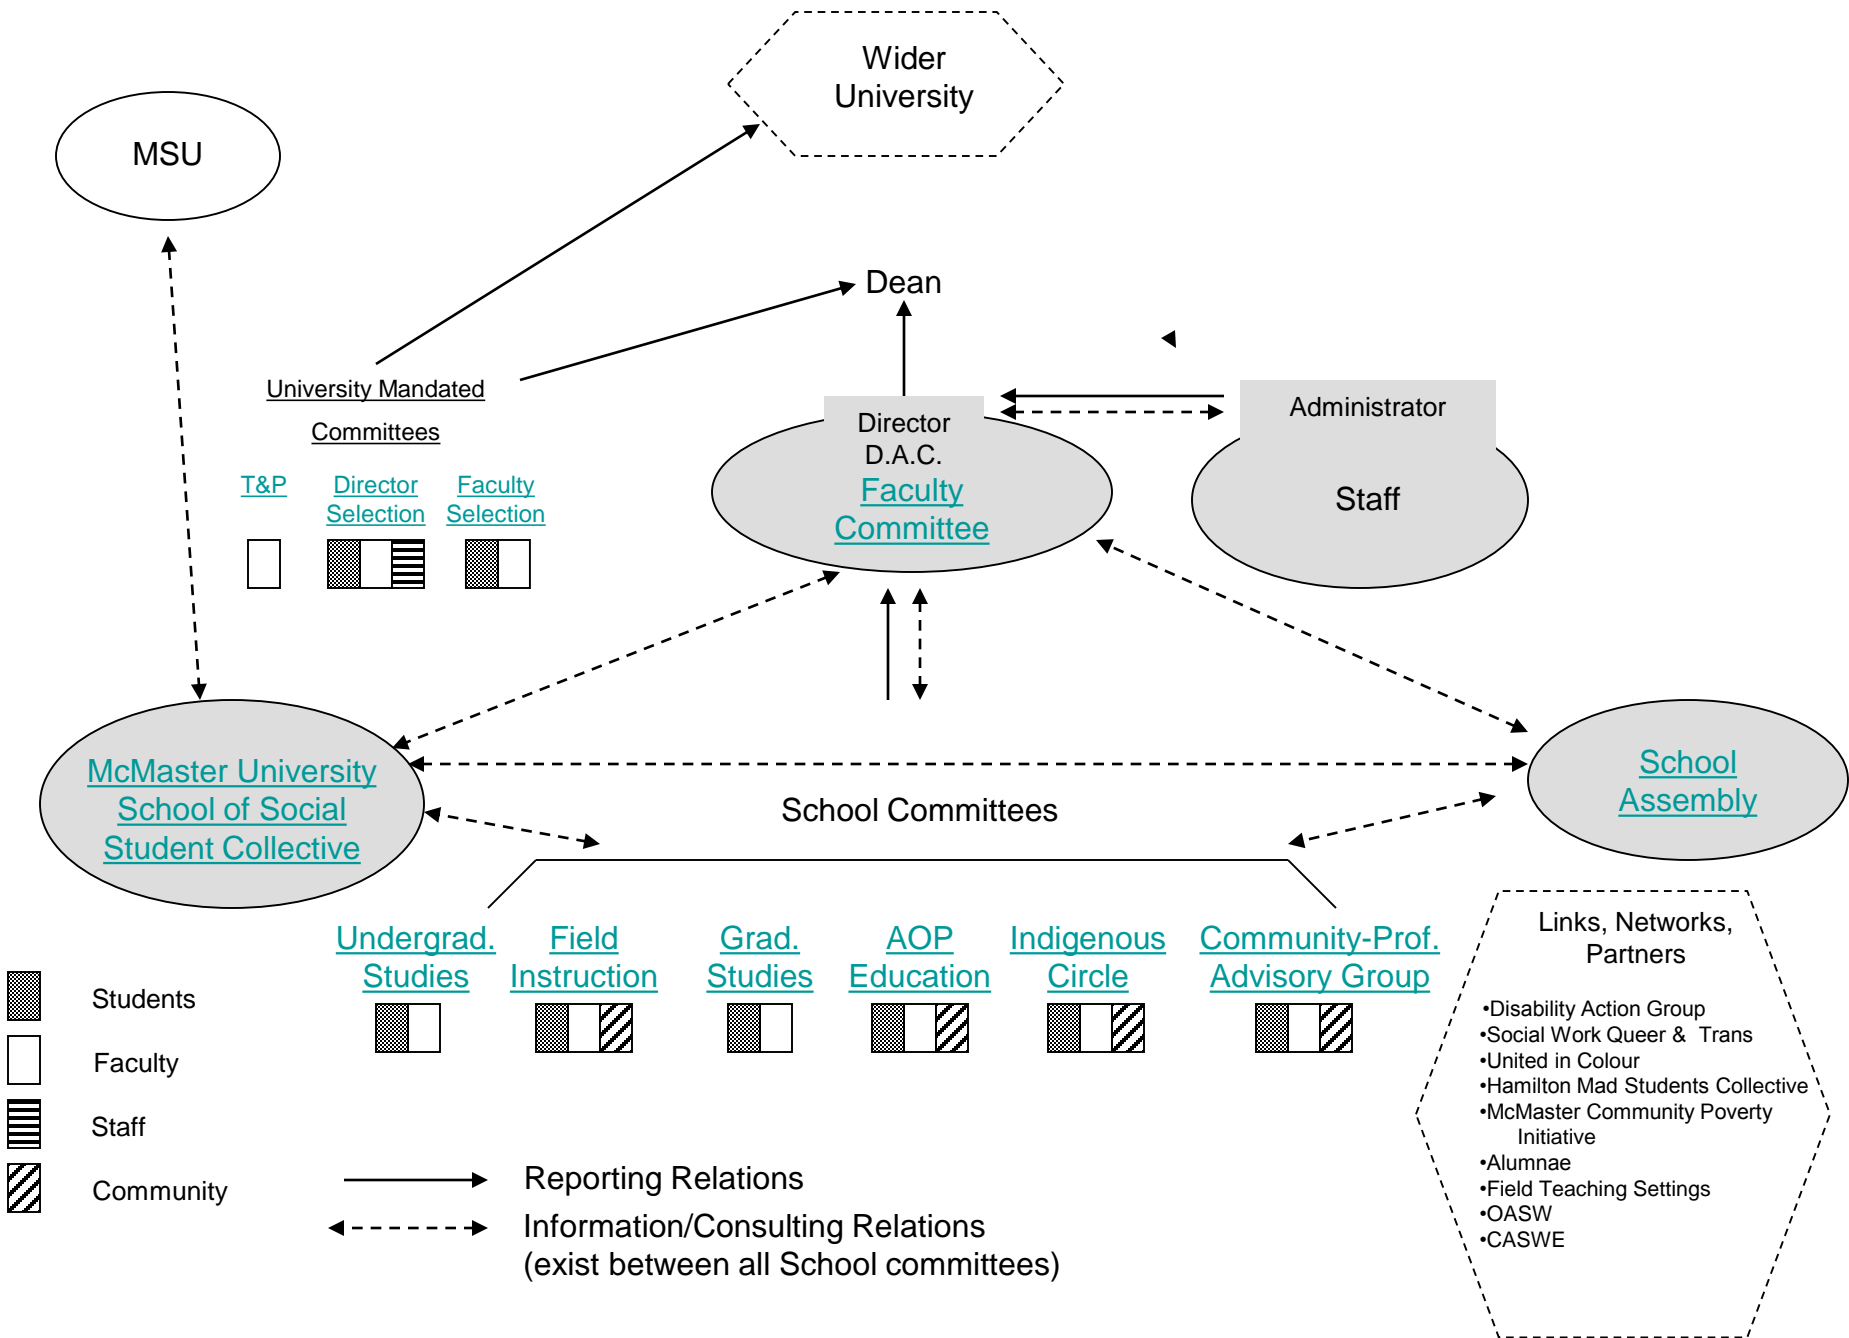 Wider
University
MSU
Dean
University Mandated
Committees
T&P
Director
Selection
Faculty
Selection
Director
D.A.C.
Faculty
Committee
Administrator
Staff
McMaster University
School of Social
Student Collective
School Committees
School
Assembly
Undergrad.
Studies
Field
Instruction
Grad.
Studies
AOP
Education
Indigenous
Circle
Community-Prof.
Advisory Group
Students
Faculty
Staff
Community
Reporting Relations
Information/Consulting Relations
(exist between all School committees)
Links, Networks,
Partners
•Disability Action Group
•Social Work Queer & Trans
•United in Colour
•Hamilton Mad Students Collective
•McMaster Community Poverty
Initiative
•Alumnae
•Field Teaching Settings
•OASW
•CASWE